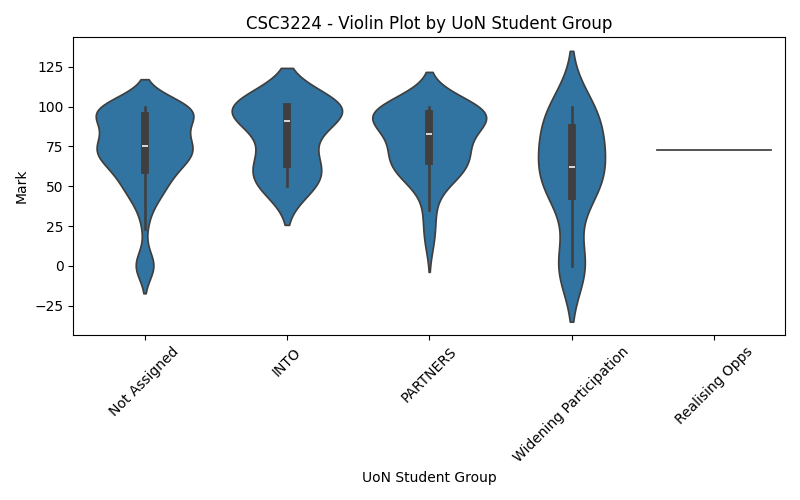 CSC3224 - Violin Plot by UoN Student Group
125
100
75
50
25
0
−25
Mark
Not Assigned
INTO
PARTNERS
Widening Participation
Realising Opps
UoN Student Group